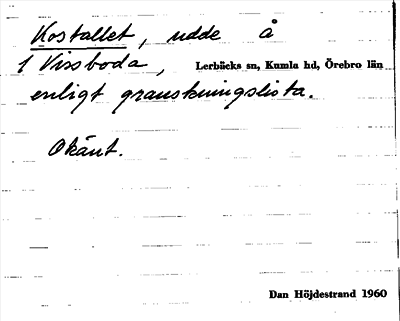 Kostallet, udde å
1 Vissboda, Lerbäcks sn, Kumla hd, Örebro län
enligt granskningslista.
Okänt.
Dan Höjdestrand 1960